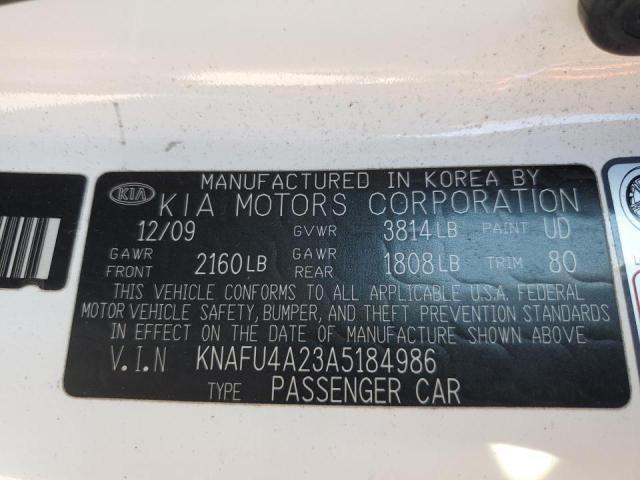 MANUFACTURED IN KOREA BY
KIA KIA MOTORS CORPORATION
12/09 GVWR 3814LB PAINT UD
GAWR FRONT 2160LB GAWR REAR 1808LB TRIM 80
THIS VEHICLE CONFORMS TO ALL APPLICABLE U.S.A. FEDERAL
MOTOR VEHICLE SAFETY, BUMPER, AND THEFT PREVENTION STANDARDS
IN EFFECT ON THE DATE OF MANUFACTURE SHOWN ABOVE
V.I.N KNAFU4A23A5184986
TYPE PASSENGER CAR